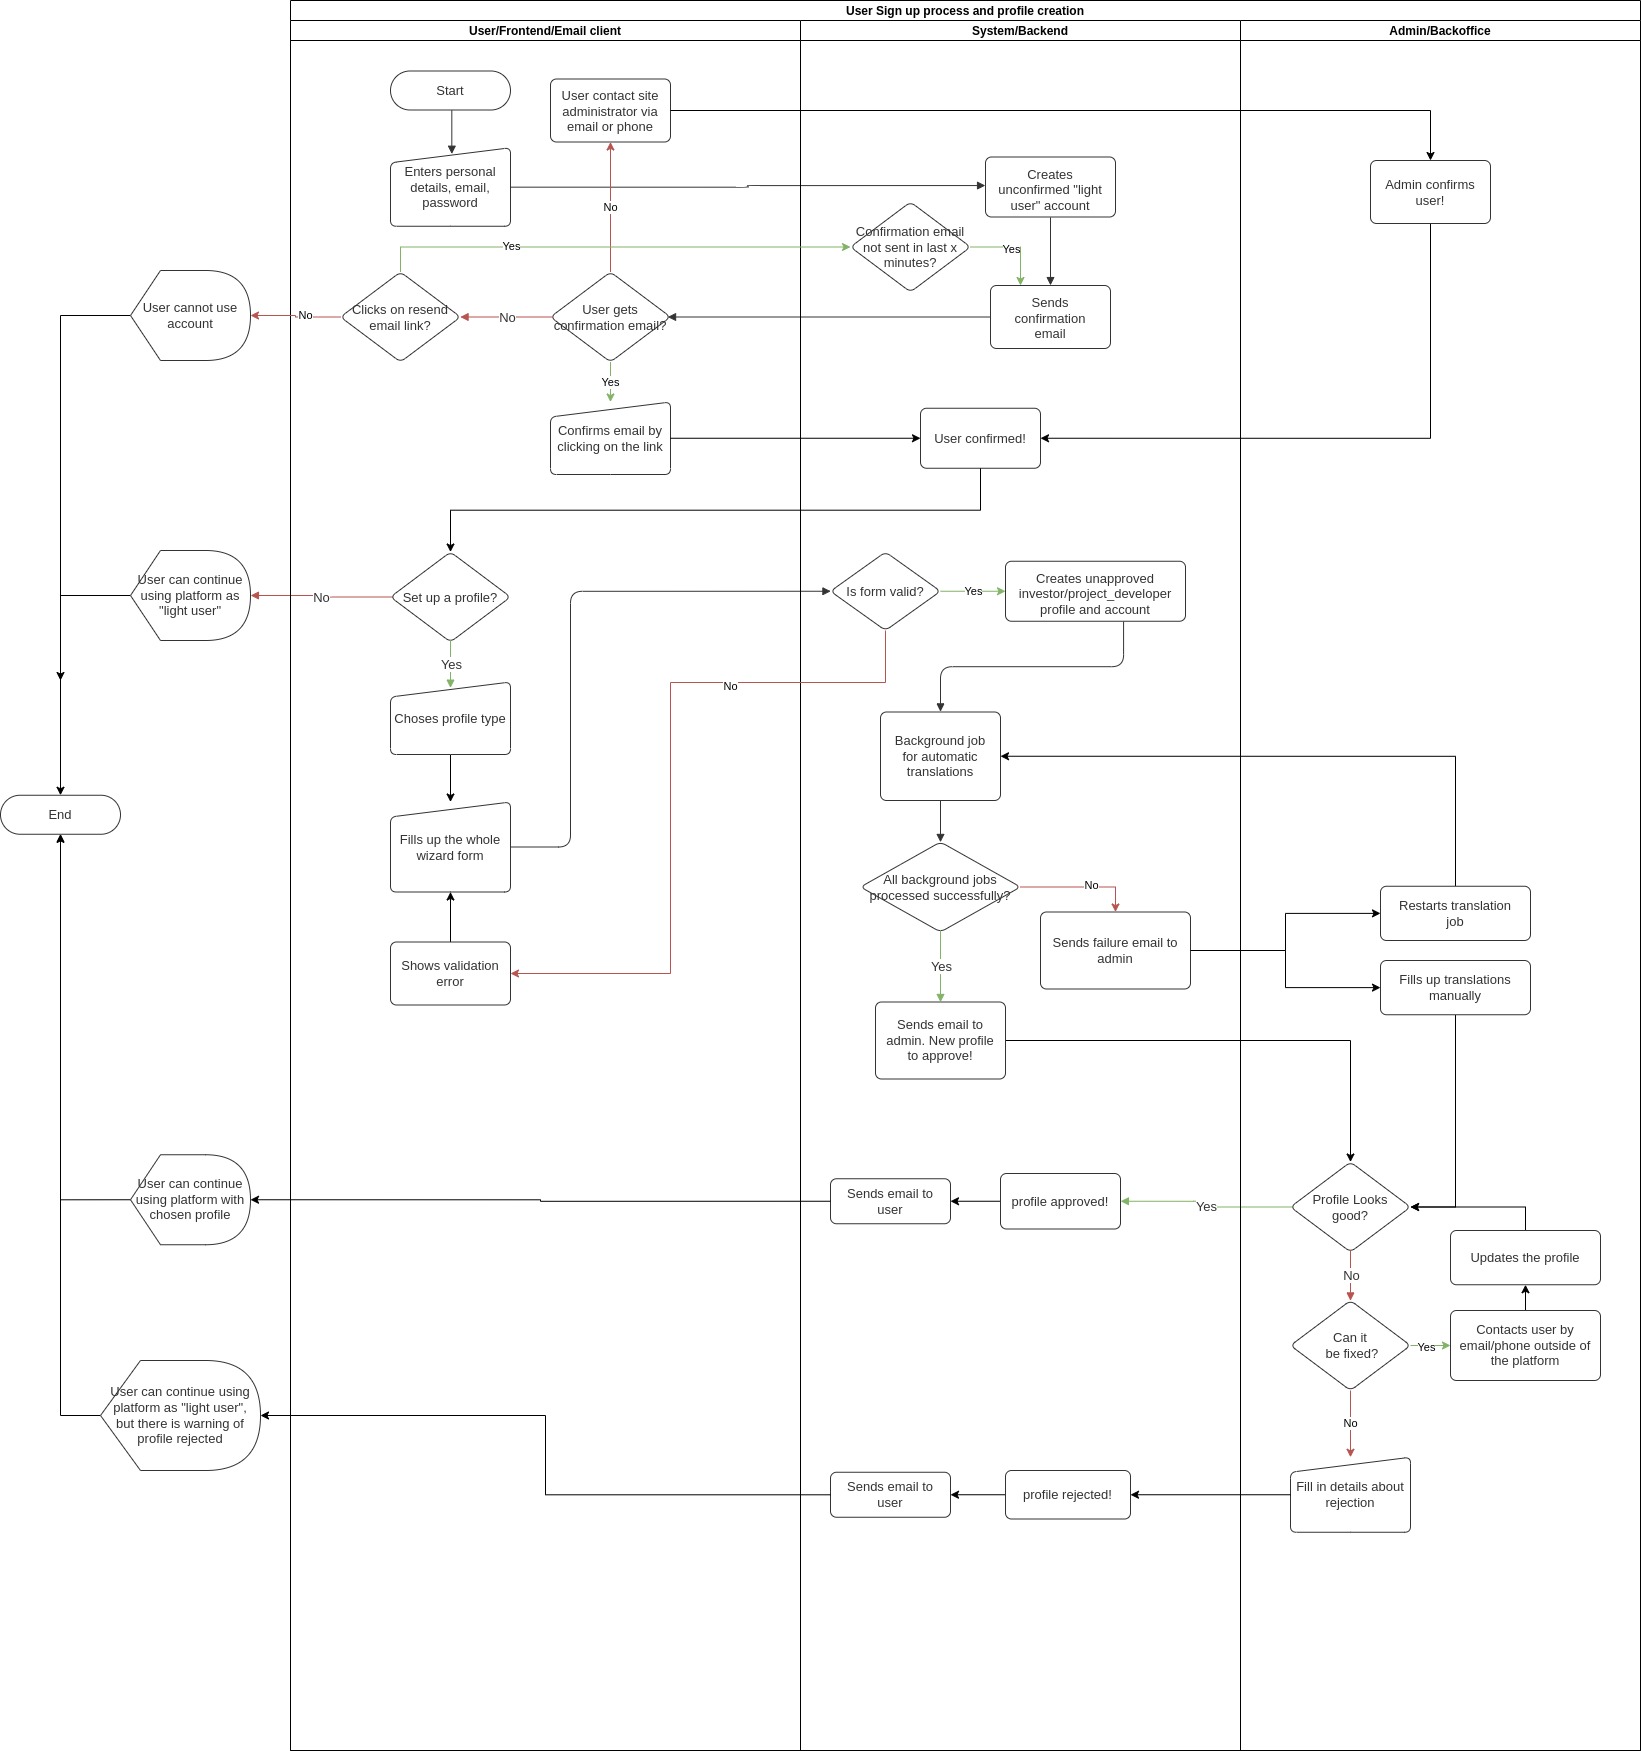 User Sign up process and profile creation
User/Frontend/Email client
System/Backend
Admin/Backoffice
Start
User contact site
administrator via
email or phone
Enters personal
details, email,
password
Creates
unconfirmed "light
user" account
Admin confirms
user!
No
Yes
Confirmation email
not sent in last x
minutes?
Yes
User cannot use
account
No
Clicks on resend
email link?
No
User gets
confirmation email?
Sends
confirmation
email
Yes
Confirms email by
clicking on the link
User confirmed!
User can continue
using platform as
"light user"
No
Set up a profile?
Is form valid?
Yes
Creates unapproved
investor/project_developer
profile and account
Yes
No
Choses profile type
Background job
for automatic
translations
End
Fills up the whole
wizard form
All background jobs
processed successfully?
No
Restarts translation
job
Shows validation
error
Yes
Sends failure email to
admin
Fills up translations
manually
Sends email to
admin. New profile
to approve!
User can continue
using platform with
chosen profile
Sends email to
user
profile approved!
Yes
Profile Looks
good?
Updates the profile
No
Can it
be fixed?
Yes
Contacts user by
email/phone outside of
the platform
User can continue using
platform as "light user",
but there is warning of
profile rejected
No
Sends email to
user
profile rejected!
Fill in details about
rejection